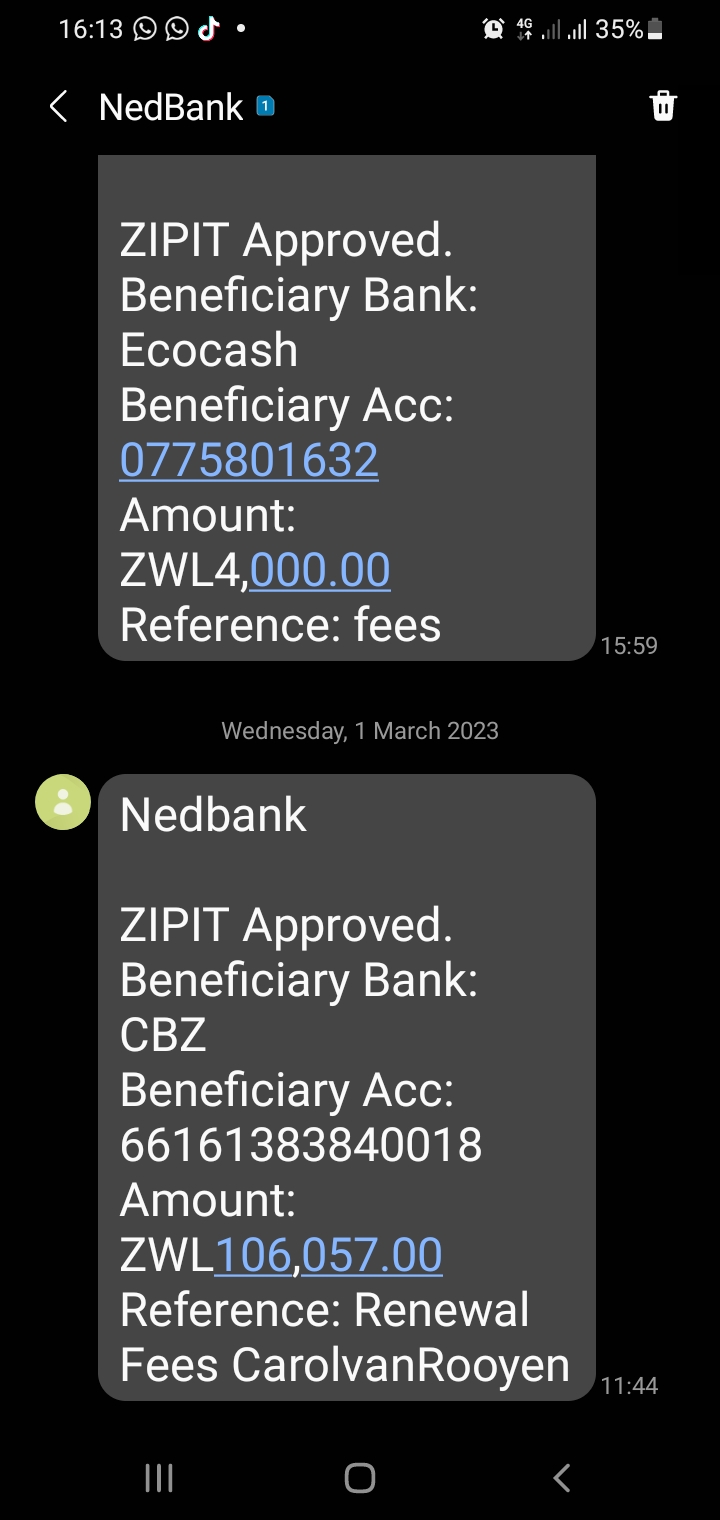 16:13 4G 35%
NedBank 1
ZIPIT Approved.
Beneficiary Bank:
Ecocash
Beneficiary Acc:
0775801632
Amount:
ZWL4,000.00
Reference: fees
15:59
Wednesday, 1 March 2023
Nedbank
ZIPIT Approved.
Beneficiary Bank:
CBZ
Beneficiary Acc:
66161383840018
Amount:
ZWL106,057.00
Reference: Renewal
Fees CarolvanRooyen
11:44